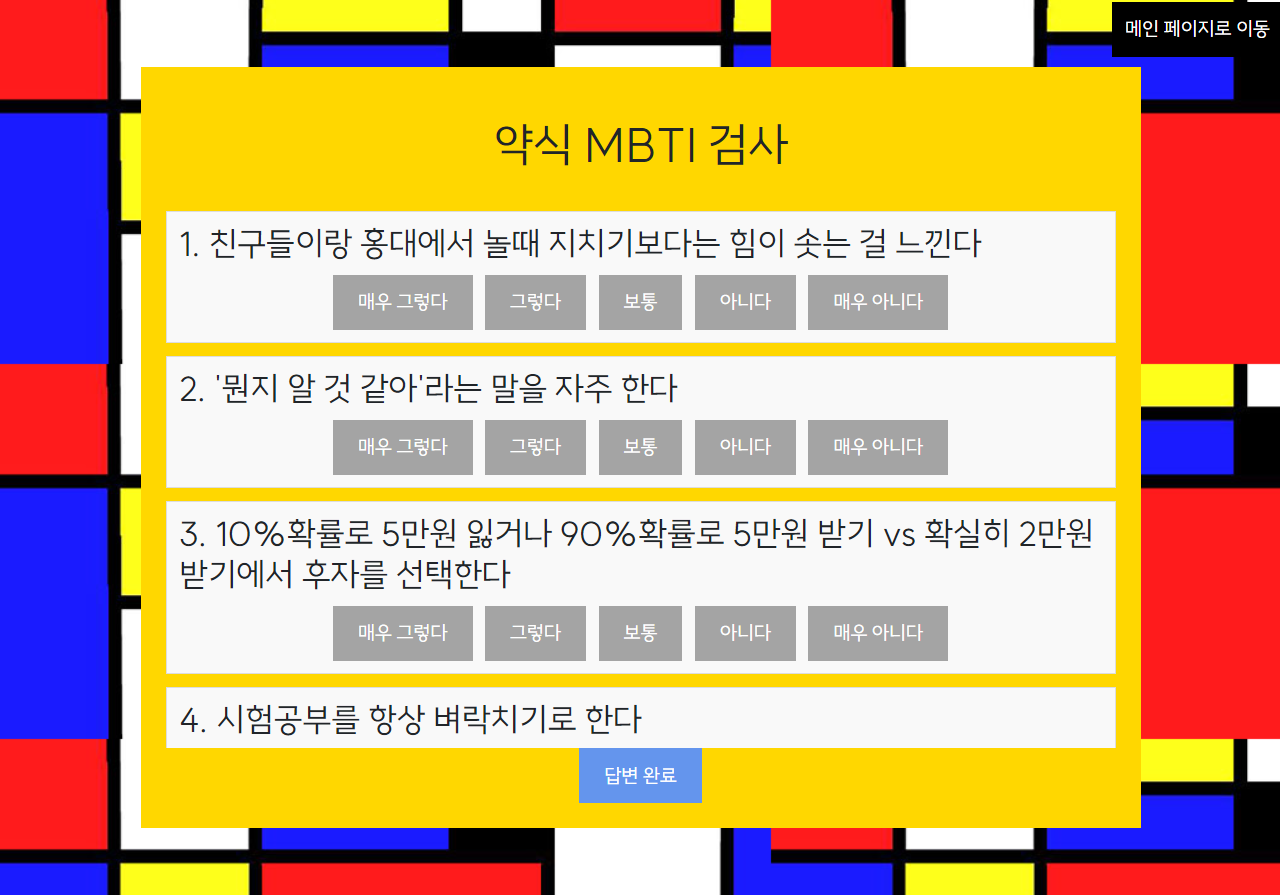 메인 페이지로 이동
약식 MBTI 검사
1. 친구들이랑 홍대에서 놀때 지치기보다는 힘이 솟는 걸 느낀다
매우 그렇다 그렇다 보통 아니다 매우 아니다
2. '뭔지 알 것 같아'라는 말을 자주 한다
매우 그렇다 그렇다 보통 아니다 매우 아니다
3. 10%확률로 5만원 잃거나 90%확률로 5만원 받기 vs 확실히 2만원
받기에서 후자를 선택한다
매우 그렇다 그렇다 보통 아니다 매우 아니다
4. 시험공부를 항상 벼락치기로 한다
답변 완료